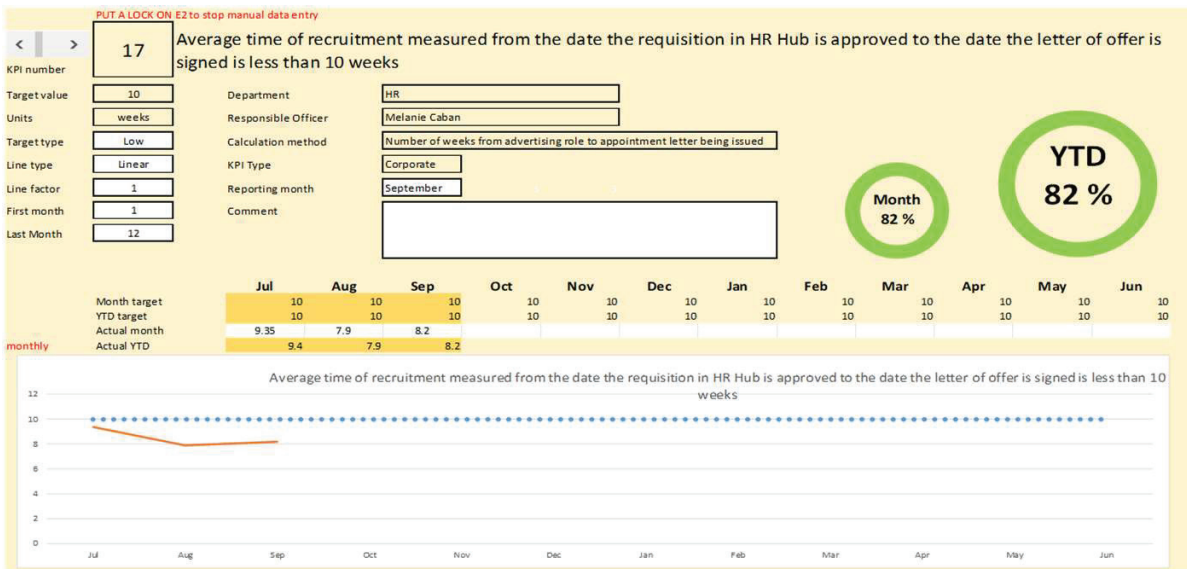 PUT A LOCK ON E2 to stop manual data entry
< >
KPI number
17
Average time of recruitment measured from the date the requisition in HR Hub is approved to the date the letter of offer is
signed is less than 10 weeks
Target value 10 Department HR
Units weeks Responsible Officer Melanie Caban
Target type Low Calculation method Number of weeks from advertising role to appointment letter being issued
Line type Linear KPI Type Corporate
Line factor 1 Reporting month September
First month 1 Comment
Last Month 12
Month
82 %
YTD
82 %
Jul Aug Sep Oct Nov Dec Jan Feb Mar Apr May Jun
Month target 10 10 10 10 10 10 10 10 10 10 10 10
YTD target 10 10 10 10 10 10 10 10 10 10 10 10
Actual month 9.35 7.9 8.2
monthly Actual YTD 9.4 7.9 8.2
Average time of recruitment measured from the date the requisition in HR Hub is approved to the date the letter of offer is signed is less than 10
weeks
12
10
8
6
4
2
0
Jul Aug Sep Oct Nov Dec Jan Feb Mar Apr May Jun